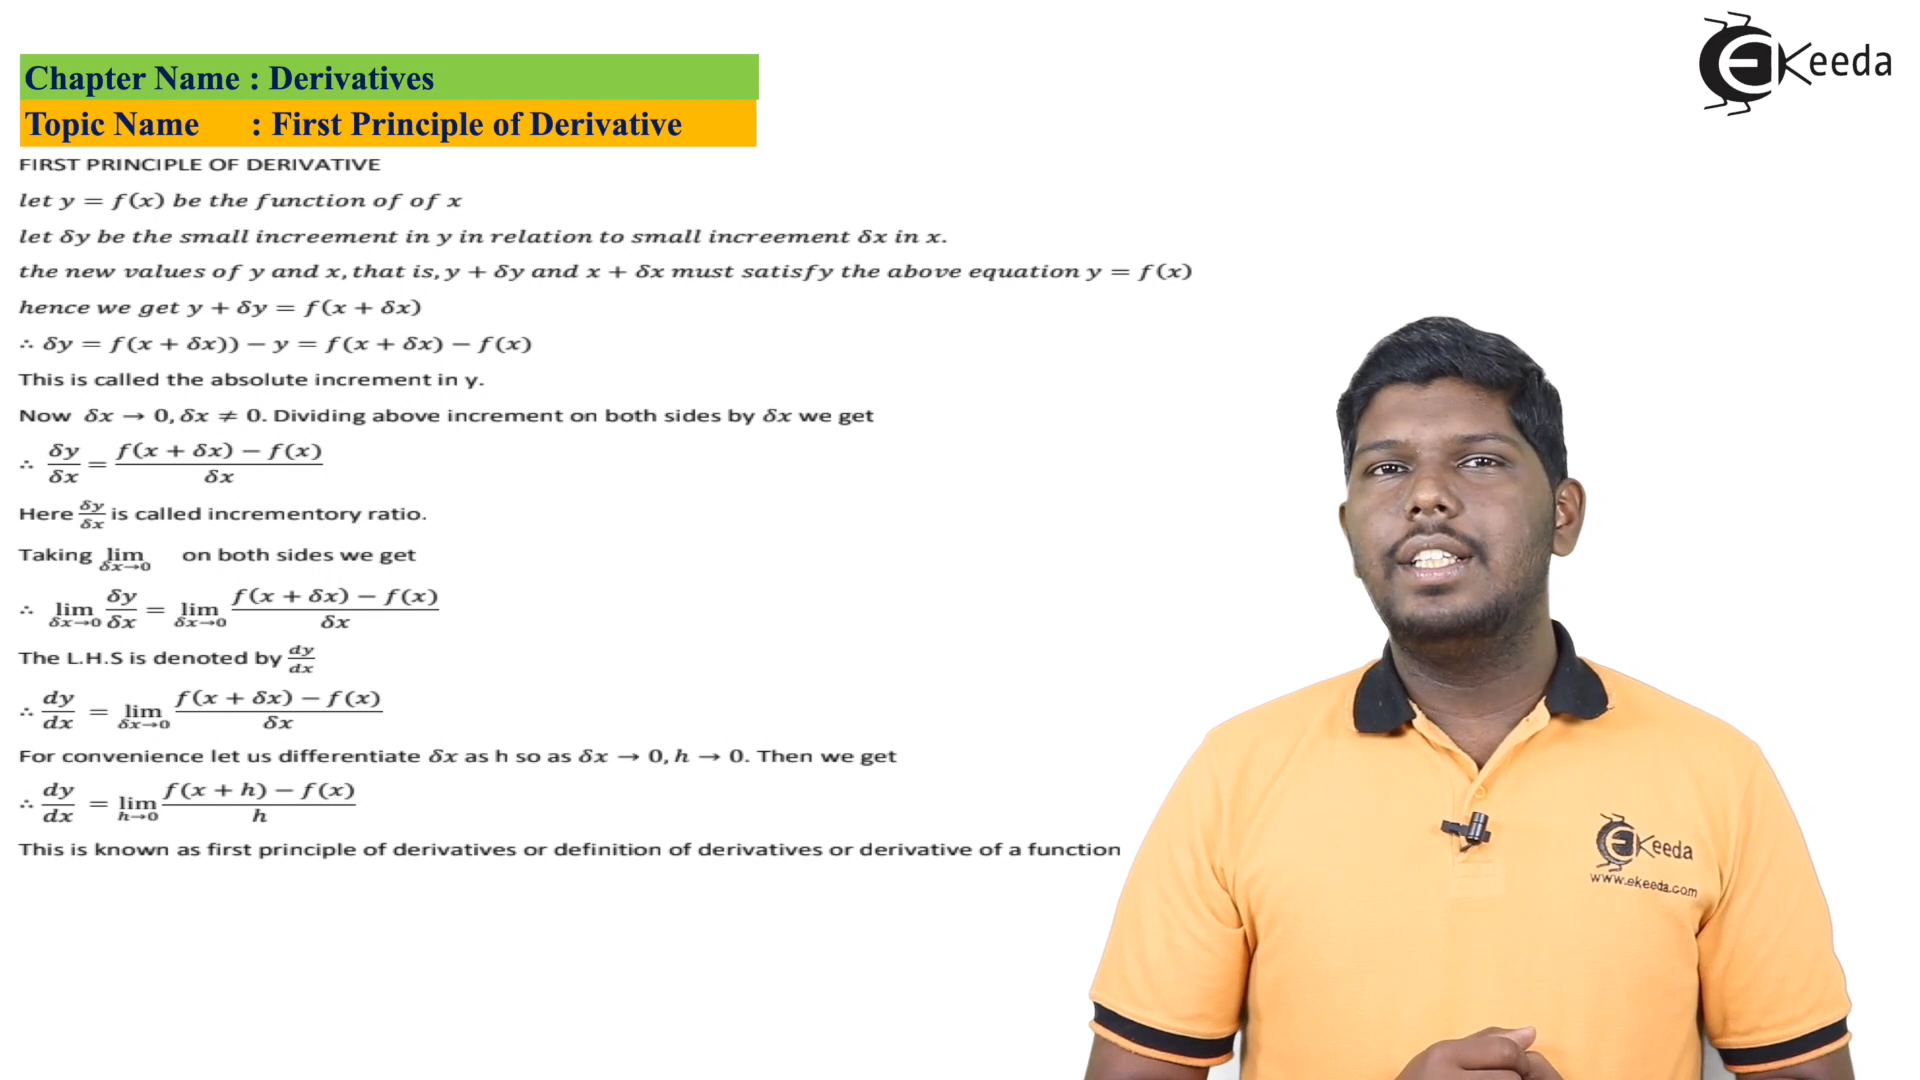 Chapter Name : Derivatives
Topic Name : First Principle of Derivative
FIRST PRINCIPLE OF DERIVATIVE
let y = f(x) be the function of of x
let δy be the small increement in y in relation to small increement δx in x.
the new values of y and x, that is, y + δy and x + δx must satisfy the above equation y = f(x)
hence we get y + δy = f(x + δx)
∴ δy = f(x + δx)) − y = f(x + δx) − f(x)
This is called the absolute increment in y.
Now δx → 0, δx ≠ 0. Dividing above increment on both sides by δx we get
∴ δy/δx = (f(x + δx) − f(x))/δx
Here δy/δx is called incrementory ratio.
Taking lim δx→0 on both sides we get
∴ lim δx→0 δy/δx = lim δx→0 (f(x + δx) − f(x))/δx
The L.H.S is denoted by dy/dx
∴ dy/dx = lim δx→0 (f(x + δx) − f(x))/δx
For convenience let us differentiate δx as h so as δx → 0, h → 0. Then we get
∴ dy/dx = lim h→0 (f(x + h) − f(x))/h
This is known as first principle of derivatives or definition of derivatives or derivative of a function
EKeeda
EKeeda
www.ekeeda.com